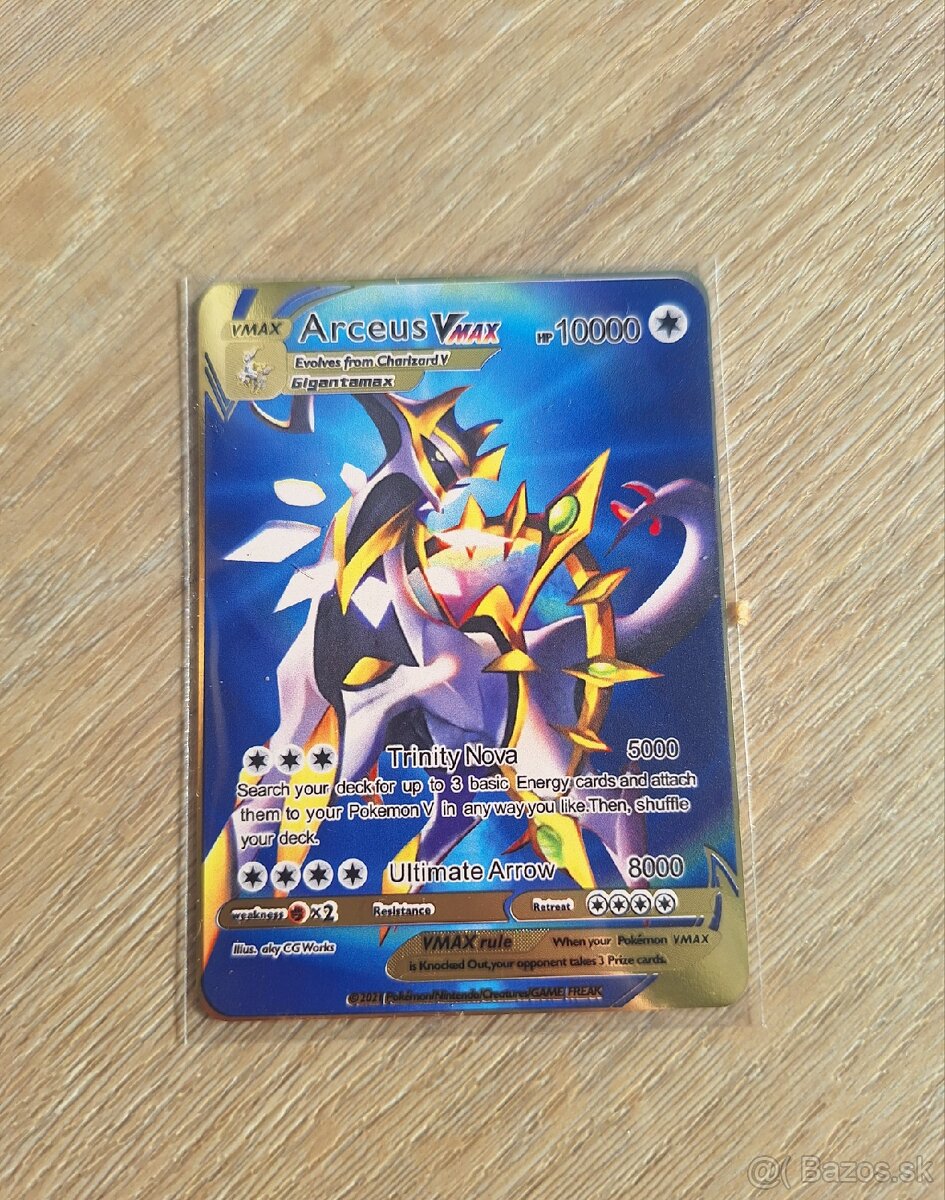 VMAX
Arceus VMAX HP 10000
Evolves from Charizard V
Gigantamax
Trinity Nova 5000
Search your deck for up to 3 basic Energy cards and attach
them to your Pokemon V in anyway you like.Then, shuffle
your deck.
Ultimate Arrow 8000
weakness ×2 Resistance Retreat
Illus. aky CG Works
VMAX rule When your Pokémon VMAX
is Knocked Out,your opponent takes 3 Prize cards.
©2021 Pokémon/Nintendo/Creatures/GAME FREAK
@( Bazos.sk